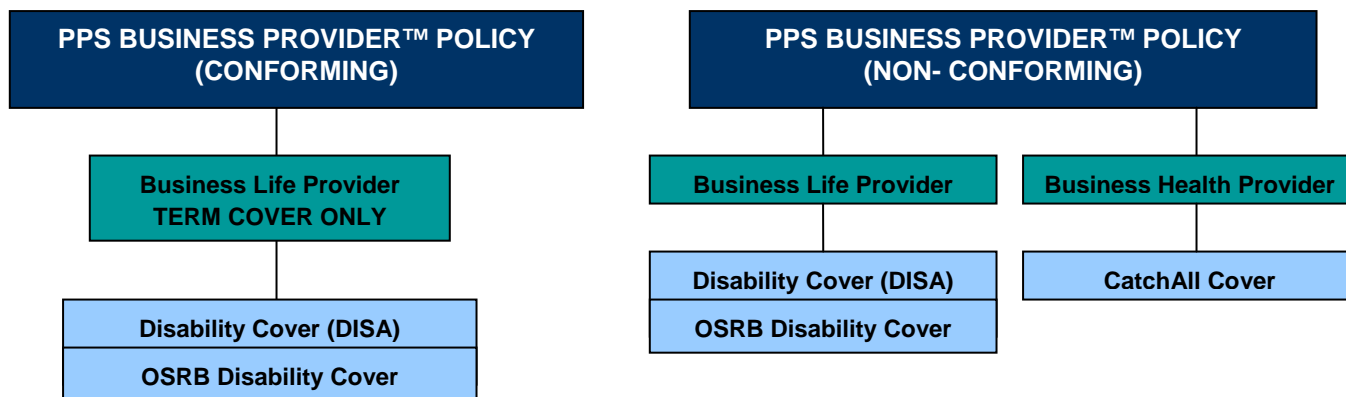 PPS BUSINESS PROVIDER™ POLICY
(CONFORMING)
Business Life Provider
TERM COVER ONLY
Disability Cover (DISA)
OSRB Disability Cover
PPS BUSINESS PROVIDER™ POLICY
(NON- CONFORMING)
Business Life Provider
Disability Cover (DISA)
OSRB Disability Cover
Business Health Provider
CatchAll Cover